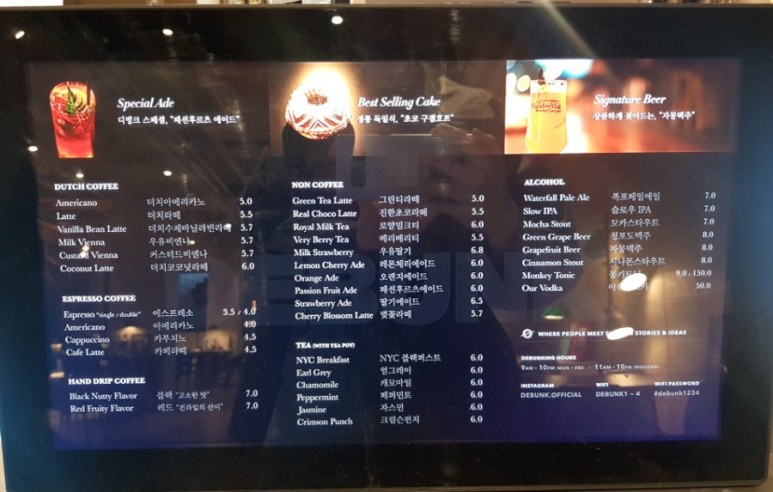 Special Ade
디벙크 스페셜, "패션후르츠 에이드"
Best Selling Cake
정통 독일식, "초코 구겔호프"
Signature Beer
상큼하게 젖어드는, "자몽맥주"
DUTCH COFFEE
Americano 더치아메리카노 5.0
Latte 더치라떼 5.5
Vanilla Bean Latte 더치수제바닐라빈라떼 5.7
Milk Vienna 우유비엔나 5.7
Custard Vienna 커스터드비엔나 5.7
Coconut Latte 더치코코넛라떼 6.0
ESPRESSO COFFEE
Espresso "single / double" 에스프레소 3.5 / 4.0
Americano 아메리카노 4.0
Cappuccino 카푸치노 4.5
Cafe Latte 카페라떼 4.5
HAND DRIP COFFEE
Black Nutty Flavor 블랙 "고소한 맛" 7.0
Red Fruity Flavor 레드 "진라임의 산미" 7.0
NON COFFEE
Green Tea Latte 그린티라떼 5.0
Real Choco Latte 진한초코라떼 5.5
Royal Milk Tea 로얄밀크티 6.0
Very Berry Tea 베리베리티 5.5
Milk Strawberry 우유딸기 6.8
Lemon Cherry Ade 레몬체리에이드 6.0
Orange Ade 오렌지에이드 6.0
Passion Fruit Ade 패션후르츠에이드 6.0
Strawberry Ade 딸기에이드 6.5
Cherry Blossom Latte 벚꽃라떼 5.7
TEA (WITH TEA POT)
NYC Breakfast NYC 블랙퍼스트 6.0
Earl Grey 얼그레이 6.0
Chamomile 캐모마일 6.0
Peppermint 페퍼민트 6.0
Jasmine 자스민 6.0
Crimson Punch 크림슨펀치 6.0
ALCOHOL
Waterfall Pale Ale 폭포페일에일 7.0
Slow IPA 슬로우 IPA 7.0
Mocha Stout 모카스타우트 7.0
Green Grape Beer 청포도맥주 8.0
Grapefruit Beer 자몽맥주 8.0
Cinnamon Stout 시나몬스타우트 8.0
Monkey Tonic 9.0 / 150.0
Our Vodka 50.0
WHERE PEOPLE MEET STORIES & IDEAS
DEBUNKING HOURS
9AM - 10PM (MON - FRI) · 11AM - 10PM (WEEKEND)
INSTAGRAM WIFI WIFI PASSWORD
DEBUNK.OFFICIAL DEBUNK1 ~ 4 #debunk1234